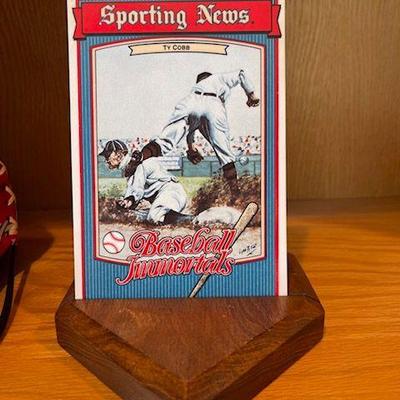 Sporting News
Ty Cobb
Baseball
Immortals